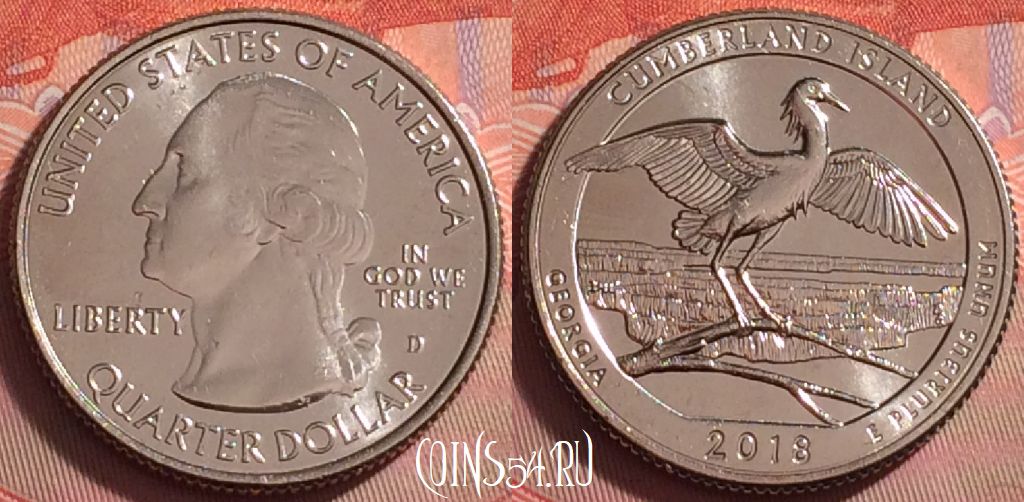 UNITED STATES OF AMERICA
LIBERTY
IN
GOD WE
TRUST
D
QUARTER DOLLAR
CUMBERLAND ISLAND
GEORGIA
2018
E PLURIBUS UNUM
COINS54.RU